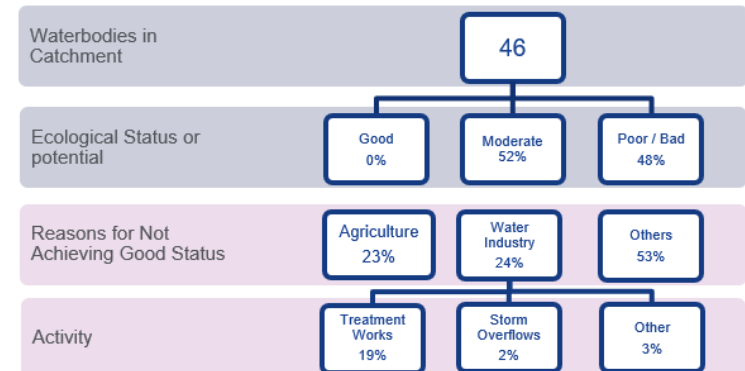 Waterbodies in
Catchment
46
Ecological Status or
potential
Good
0%
Moderate
52%
Poor / Bad
48%
Reasons for Not
Achieving Good Status
Agriculture
23%
Water
Industry
24%
Others
53%
Activity
Treatment
Works
19%
Storm
Overflows
2%
Other
3%